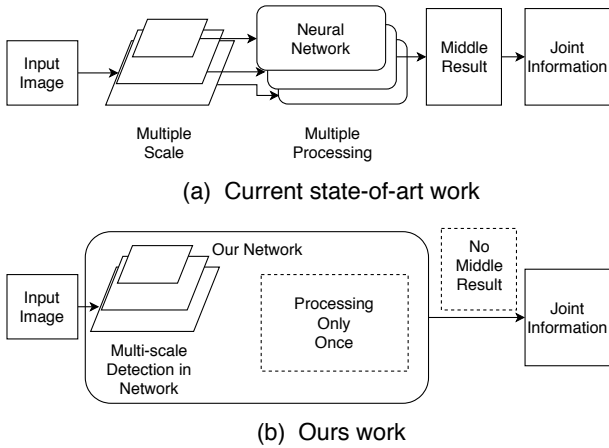 Input
Image
Neural
Network
Middle
Result
Joint
Information
Multiple
Scale
Multiple
Processing
(a) Current state-of-art work
Input
Image
Our Network
Multi-scale
Detection in
Network
Processing
Only
Once
No
Middle
Result
Joint
Information
(b) Ours work